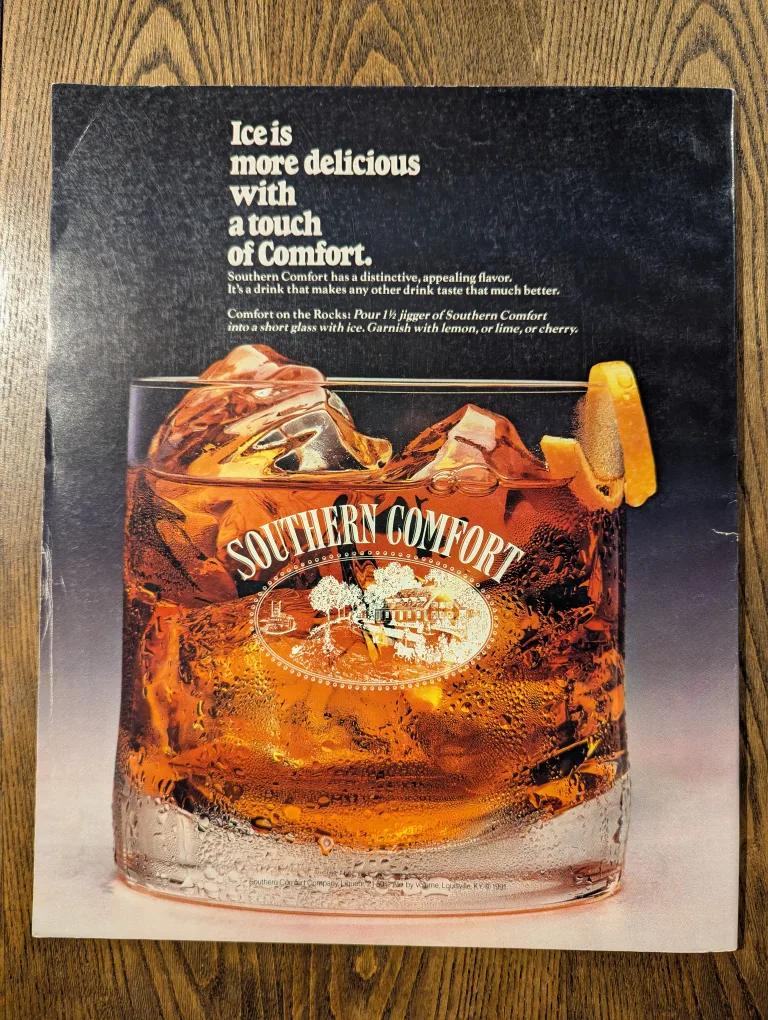 Ice is
more delicious
with
a touch
of Comfort.
Southern Comfort has a distinctive, appealing flavor.
It's a drink that makes any other drink taste that much better.
Comfort on the Rocks: Pour 1½ jigger of Southern Comfort
into a short glass with ice. Garnish with lemon, or lime, or cherry.
SOUTHERN COMFORT
Southern Comfort Company, Liqueur, by Volume, Louisville, KY © 1991